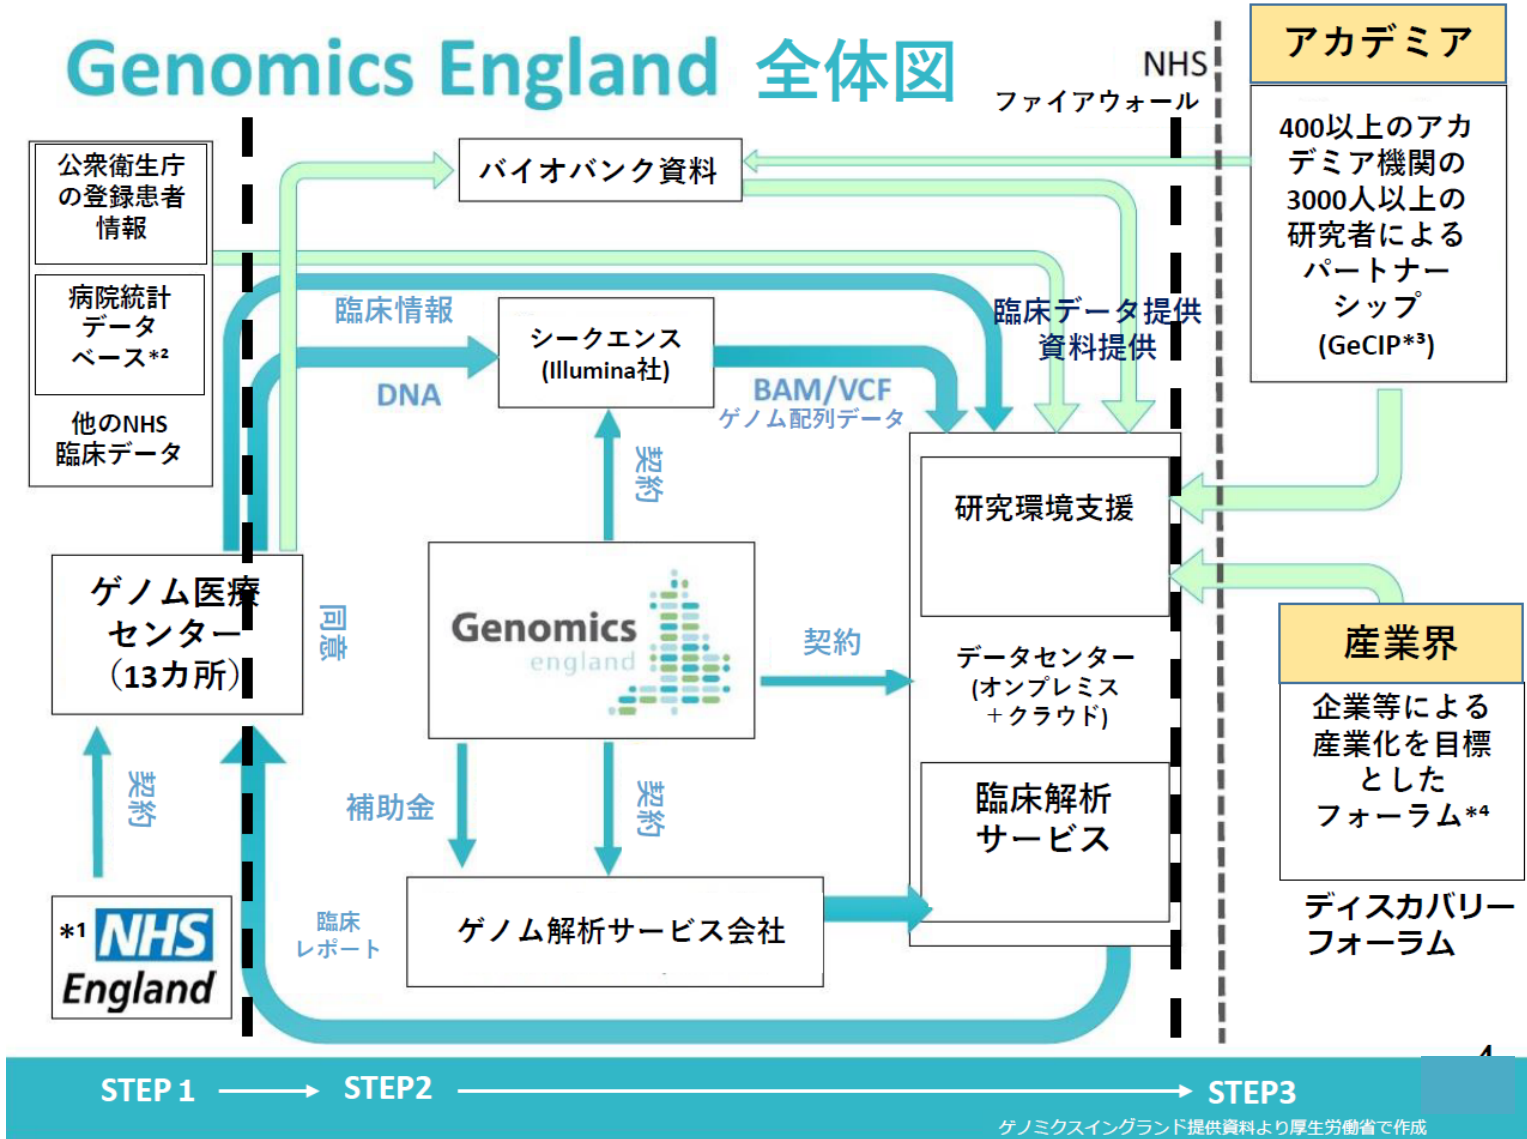 Genomics England 全体図
NHS
ファイアウォール
アカデミア
400以上のアカ
デミア機関の
3000人以上の
研究者による
パートナー
シップ
(GeCIP*³)
公衆衛生庁
の登録患者
情報
病院統計
データ
ベース*²
他のNHS
臨床データ
バイオバンク資料
臨床情報
DNA
シークエンス
(Illumina社)
BAM/VCF
ゲノム配列データ
臨床データ提供
資料提供
契約
研究環境支援
ゲノム医療
センター
（13カ所）
同意
Genomics
england
契約
データセンター
(オンプレミス
＋クラウド)
産業界
企業等による
産業化を目標
とした
フォーラム*⁴
ディスカバリー
フォーラム
契約
補助金
契約
臨床解析
サービス
*¹ NHS
England
臨床
レポート
ゲノム解析サービス会社
4
STEP 1
STEP2
STEP3
ゲノミクスイングランド提供資料より厚生労働省で作成